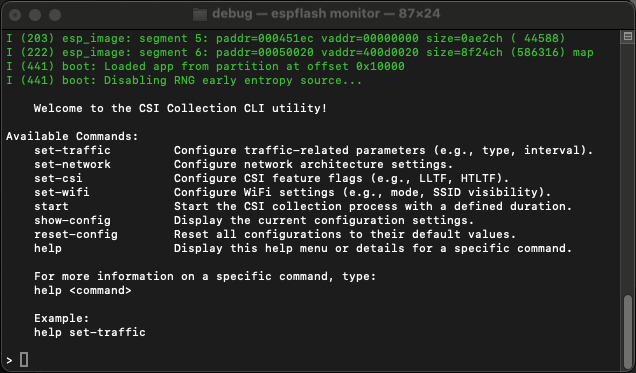 debug — espflash monitor — 87×24
I (203) esp_image: segment 5: paddr=000451ec vaddr=00000000 size=0ae2ch ( 44588)
I (222) esp_image: segment 6: paddr=00050020 vaddr=400d0020 size=8f24ch (586316) map
I (441) boot: Loaded app from partition at offset 0x10000
I (441) boot: Disabling RNG early entropy source...
Welcome to the CSI Collection CLI utility!
Available Commands:
set-traffic Configure traffic-related parameters (e.g., type, interval).
set-network Configure network architecture settings.
set-csi Configure CSI feature flags (e.g., LLTF, HTLTF).
set-wifi Configure WiFi settings (e.g., mode, SSID visibility).
start Start the CSI collection process with a defined duration.
show-config Display the current configuration settings.
reset-config Reset all configurations to their default values.
help Display this help menu or details for a specific command.
For more information on a specific command, type:
help <command>
Example:
help set-traffic
>